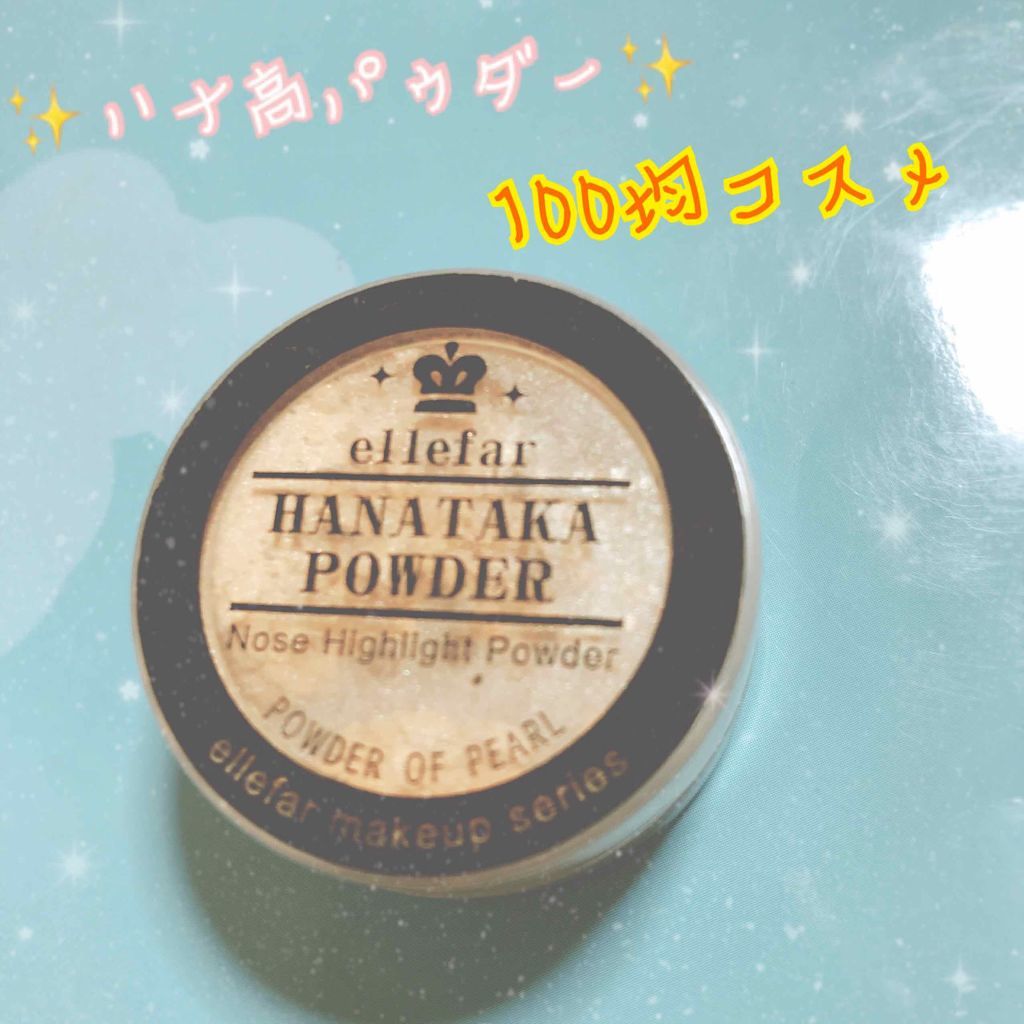 ✨ハナ高パウダー✨
100均コスメ
ellefar
HANATAKA
POWDER
Nose Highlight Powder
POWDER OF PEARL
ellefar makeup series